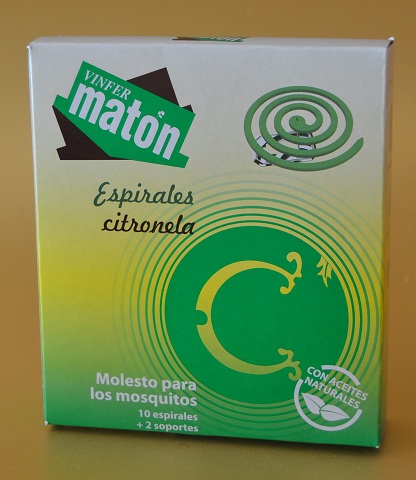 VINFER
matón
Espirales
citronela
C
Molesto para
los mosquitos
10 espirales
+ 2 soportes
CON ACEITES
NATURALES